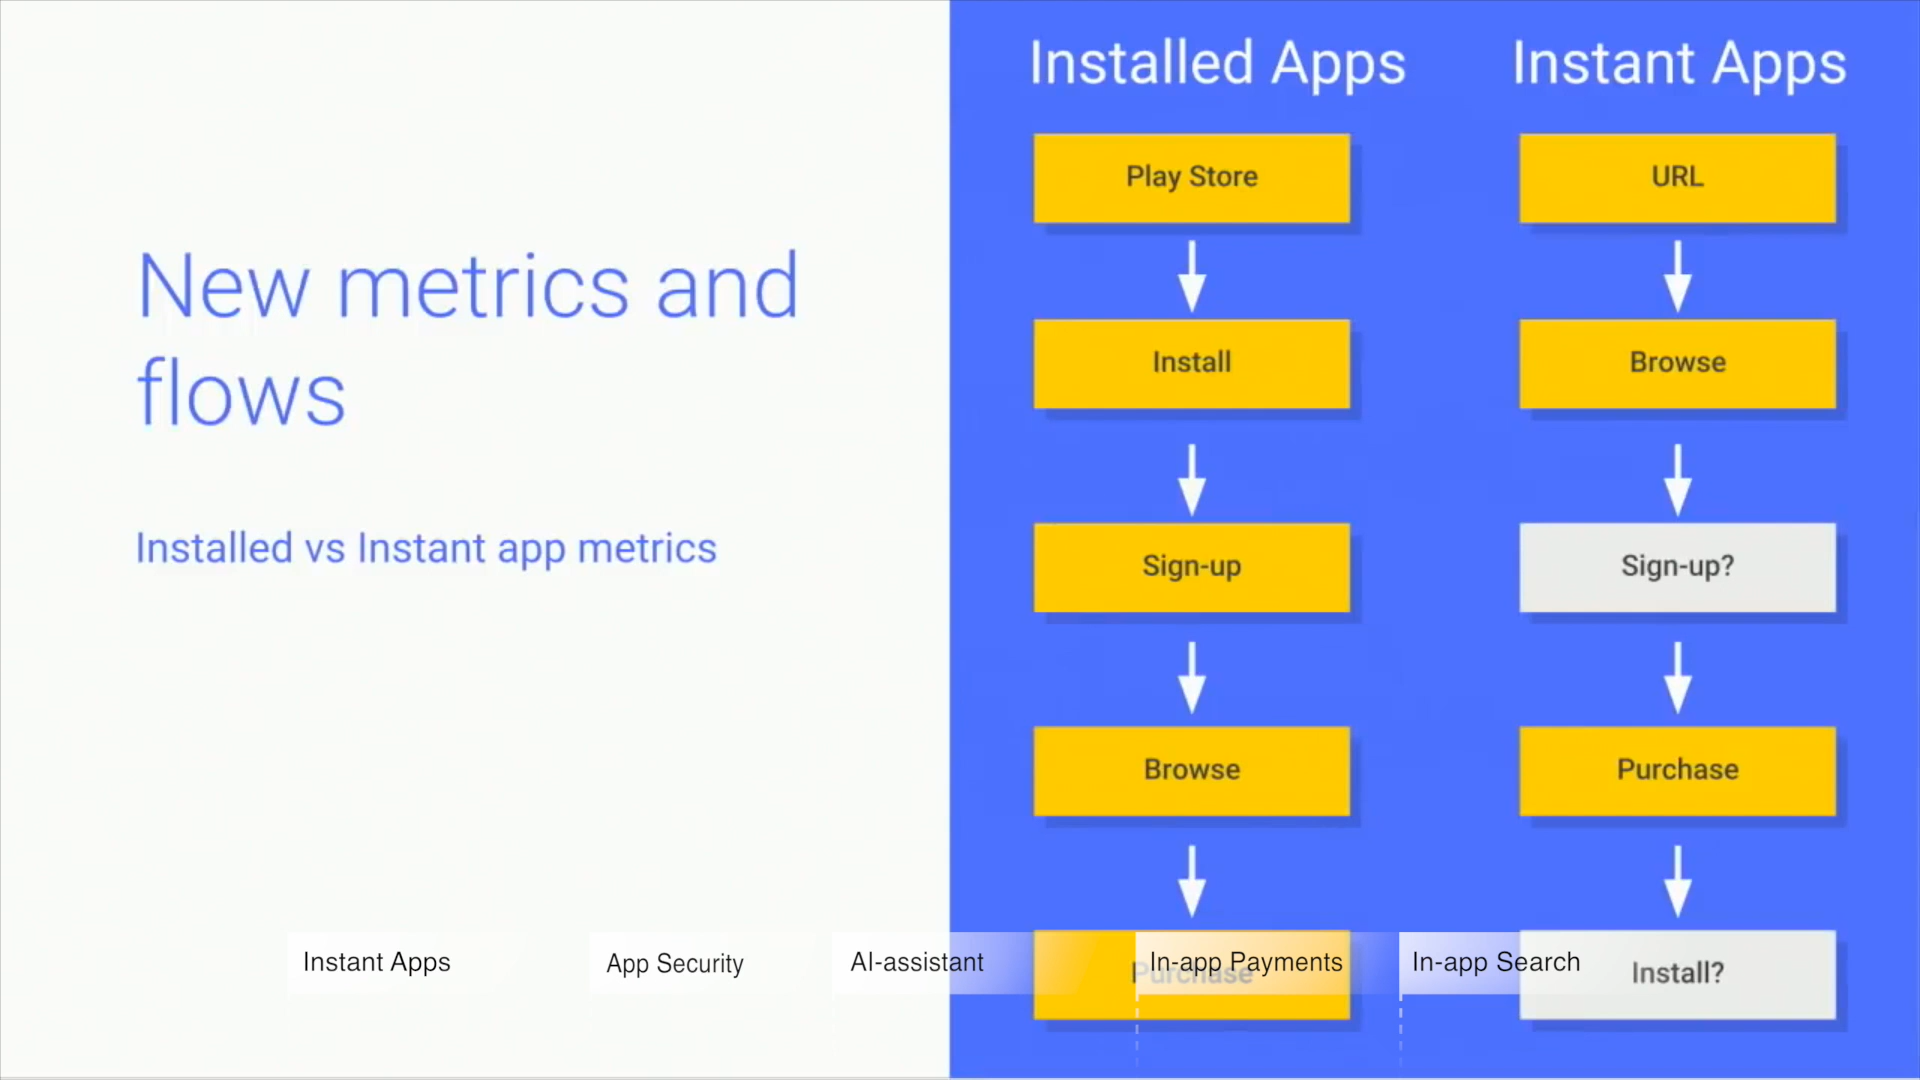 New metrics and
flows
Installed vs Instant app metrics
Installed Apps
Play Store
Install
Sign-up
Browse
Purchase
Instant Apps
URL
Browse
Sign-up?
Purchase
Install?
Instant Apps
App Security
AI-assistant
In-app Payments
In-app Search